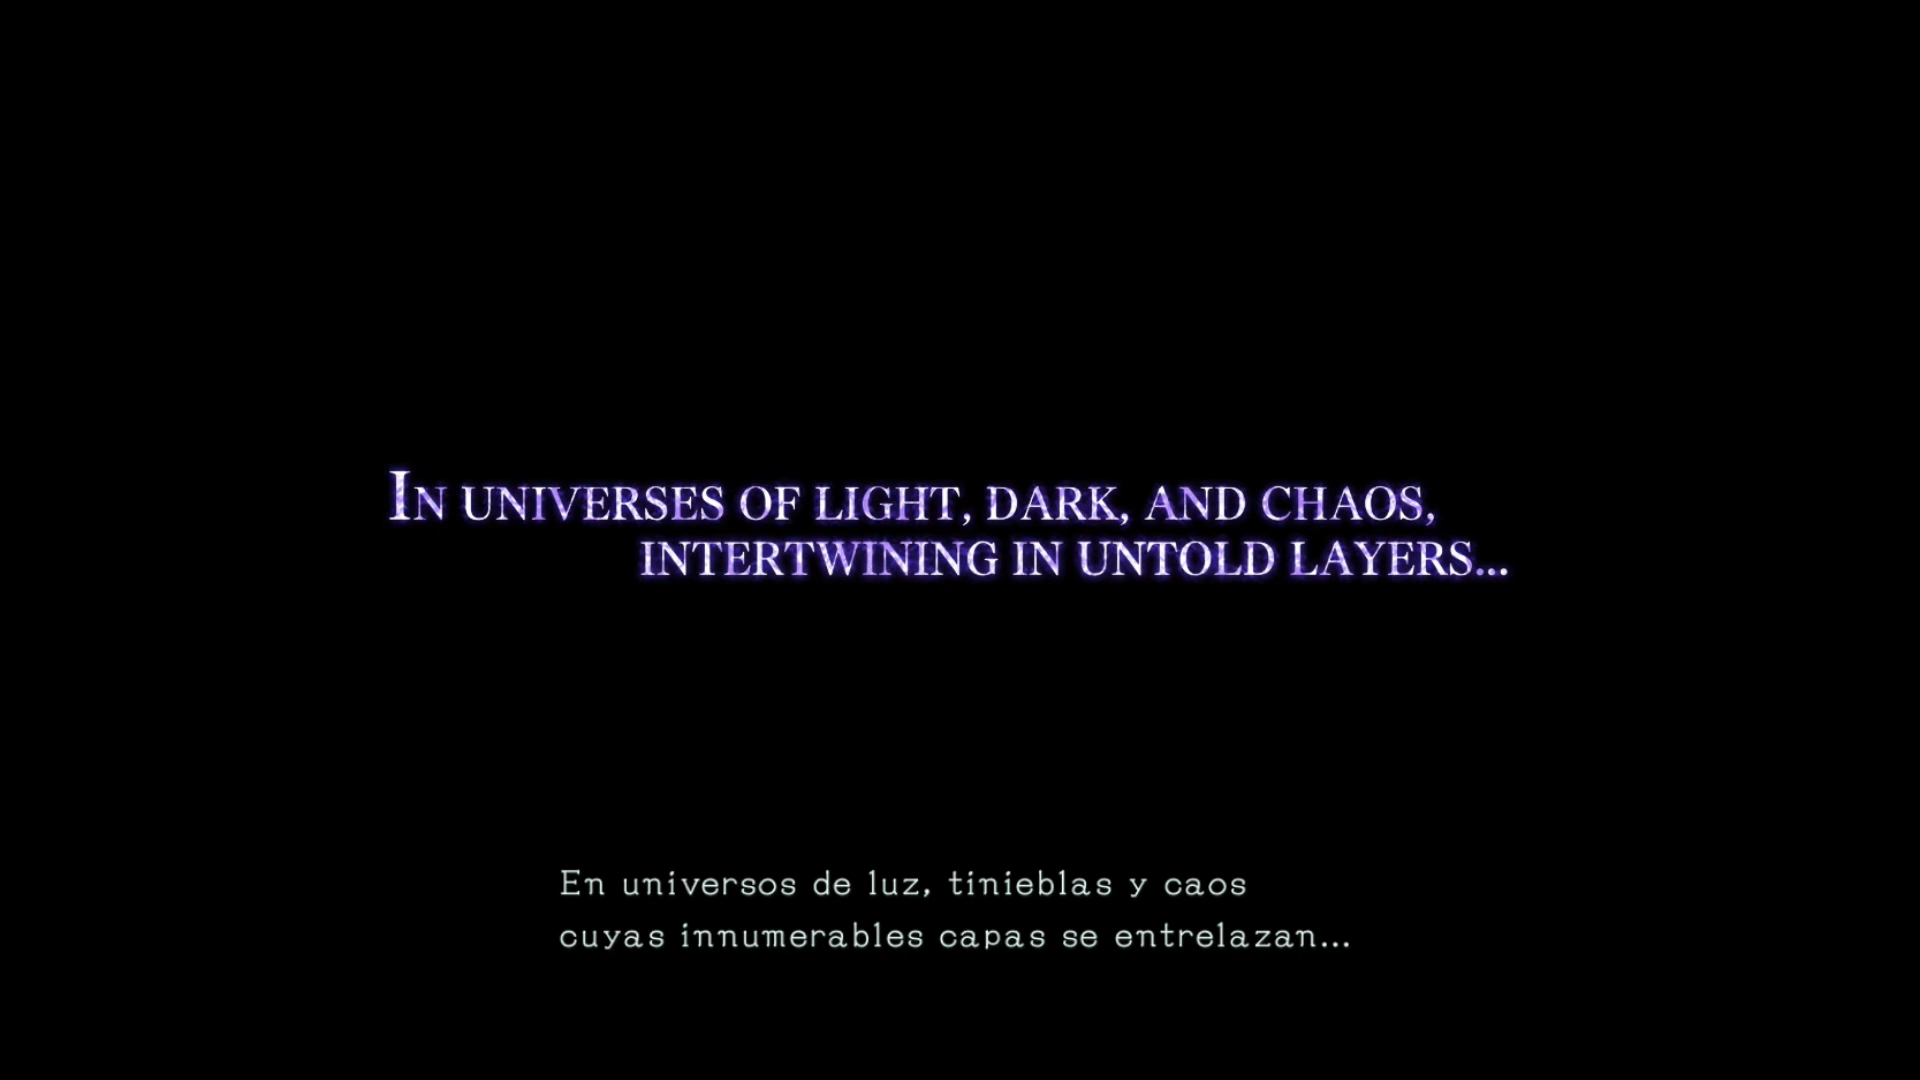 In universes of light, dark, and chaos,
intertwining in untold layers...
En universos de luz, tinieblas y caos
cuyas innumerables capas se entrelazan...